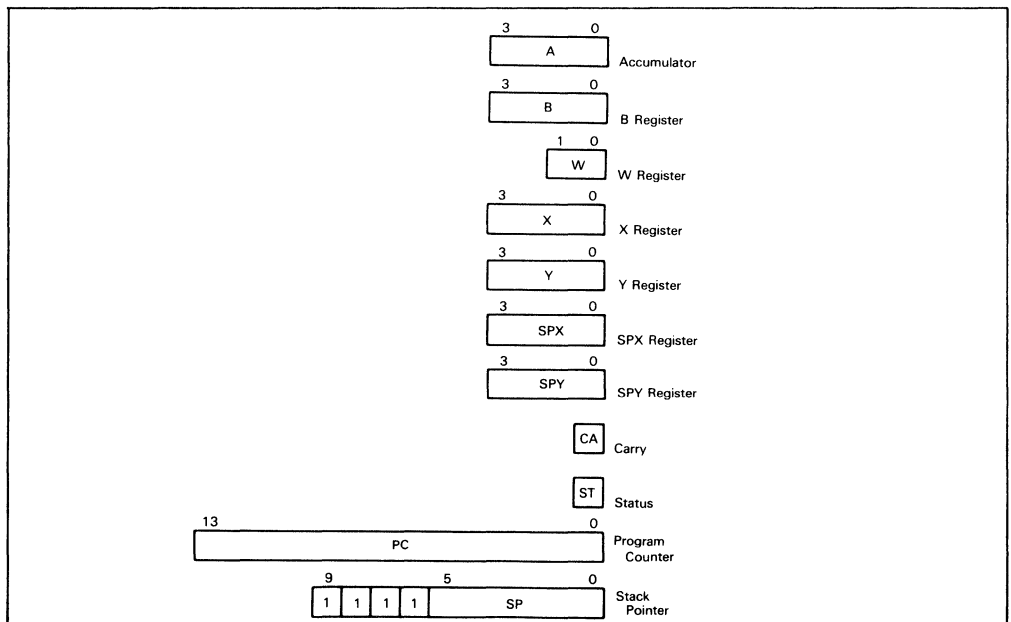 3 0
A
Accumulator
3 0
B
B Register
1 0
W
W Register
3 0
X
X Register
3 0
Y
Y Register
3 0
SPX
SPX Register
3 0
SPY
SPY Register
CA
Carry
ST
Status
13 0
PC
Program
Counter
9 5 0
1 1 1 1 SP
Stack
Pointer